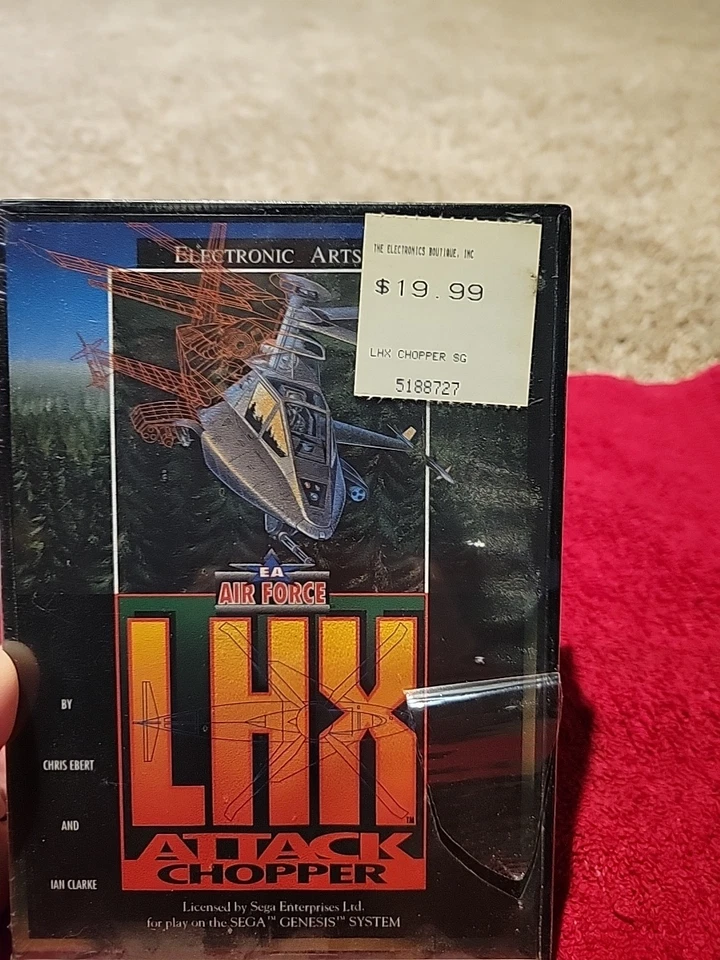 ELECTRONIC ARTS
THE ELECTRONICS BOUTIQUE, INC
$19.99
LHX CHOPPER SG
5188727
EA
AIR FORCE
LHX
TM
ATTACK
CHOPPER
BY
CHRIS EBERT
AND
IAN CLARKE
Licensed by Sega Enterprises Ltd.
for play on the SEGA™ GENESIS™ SYSTEM